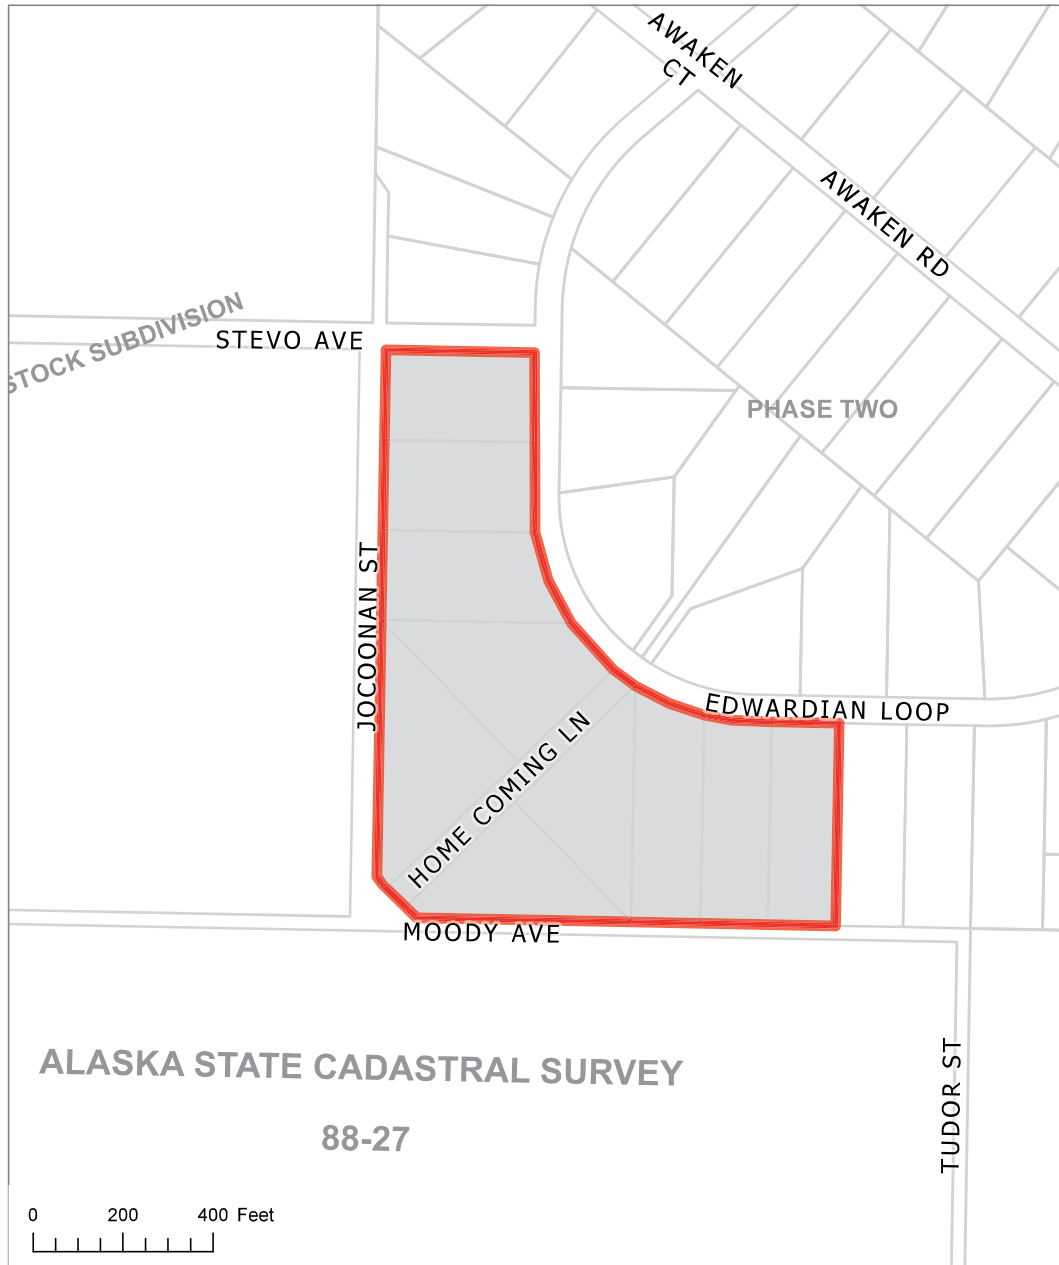 AWAKEN
CT
AWAKEN RD
STOCK SUBDIVISION
STEVO AVE
PHASE TWO
JOCOONAN ST
EDWARDIAN LOOP
HOME COMING LN
MOODY AVE
ALASKA STATE CADASTRAL SURVEY
88-27
TUDOR ST
0 200 400 Feet